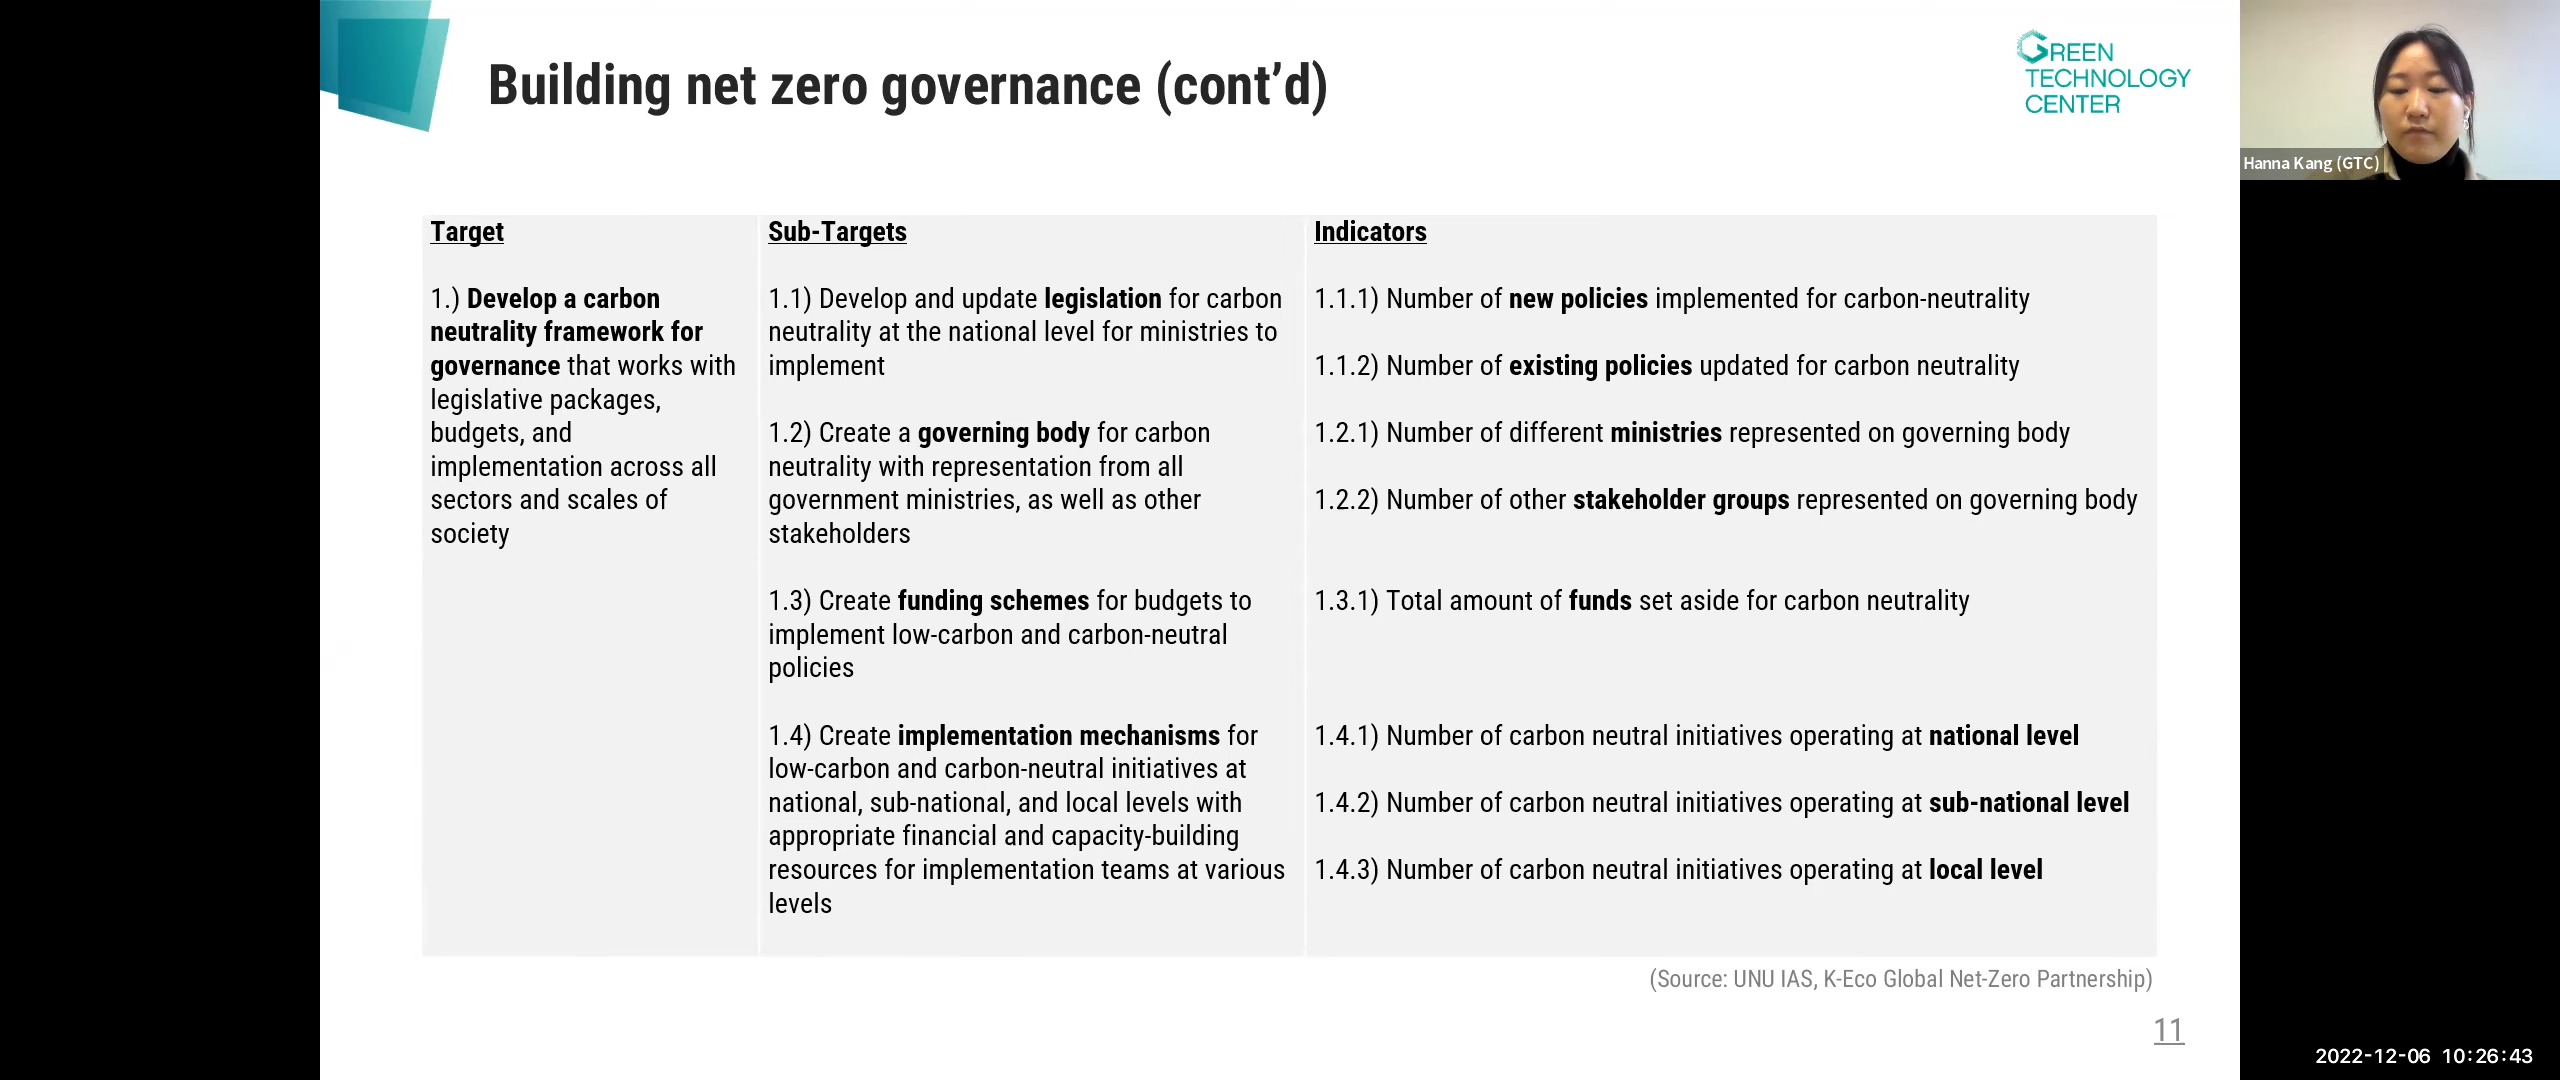 Building net zero governance (cont’d)
GREEN
TECHNOLOGY
CENTER
Hanna Kang (GTC)
Target
1.) Develop a carbon
neutrality framework for
governance that works with
legislative packages,
budgets, and
implementation across all
sectors and scales of
society
Sub-Targets
1.1) Develop and update legislation for carbon
neutrality at the national level for ministries to
implement
1.2) Create a governing body for carbon
neutrality with representation from all
government ministries, as well as other
stakeholders
1.3) Create funding schemes for budgets to
implement low-carbon and carbon-neutral
policies
1.4) Create implementation mechanisms for
low-carbon and carbon-neutral initiatives at
national, sub-national, and local levels with
appropriate financial and capacity-building
resources for implementation teams at various
levels
Indicators
1.1.1) Number of new policies implemented for carbon-neutrality
1.1.2) Number of existing policies updated for carbon neutrality
1.2.1) Number of different ministries represented on governing body
1.2.2) Number of other stakeholder groups represented on governing body
1.3.1) Total amount of funds set aside for carbon neutrality
1.4.1) Number of carbon neutral initiatives operating at national level
1.4.2) Number of carbon neutral initiatives operating at sub-national level
1.4.3) Number of carbon neutral initiatives operating at local level
(Source: UNU IAS, K-Eco Global Net-Zero Partnership)
11
2022-12-06 10:26:43